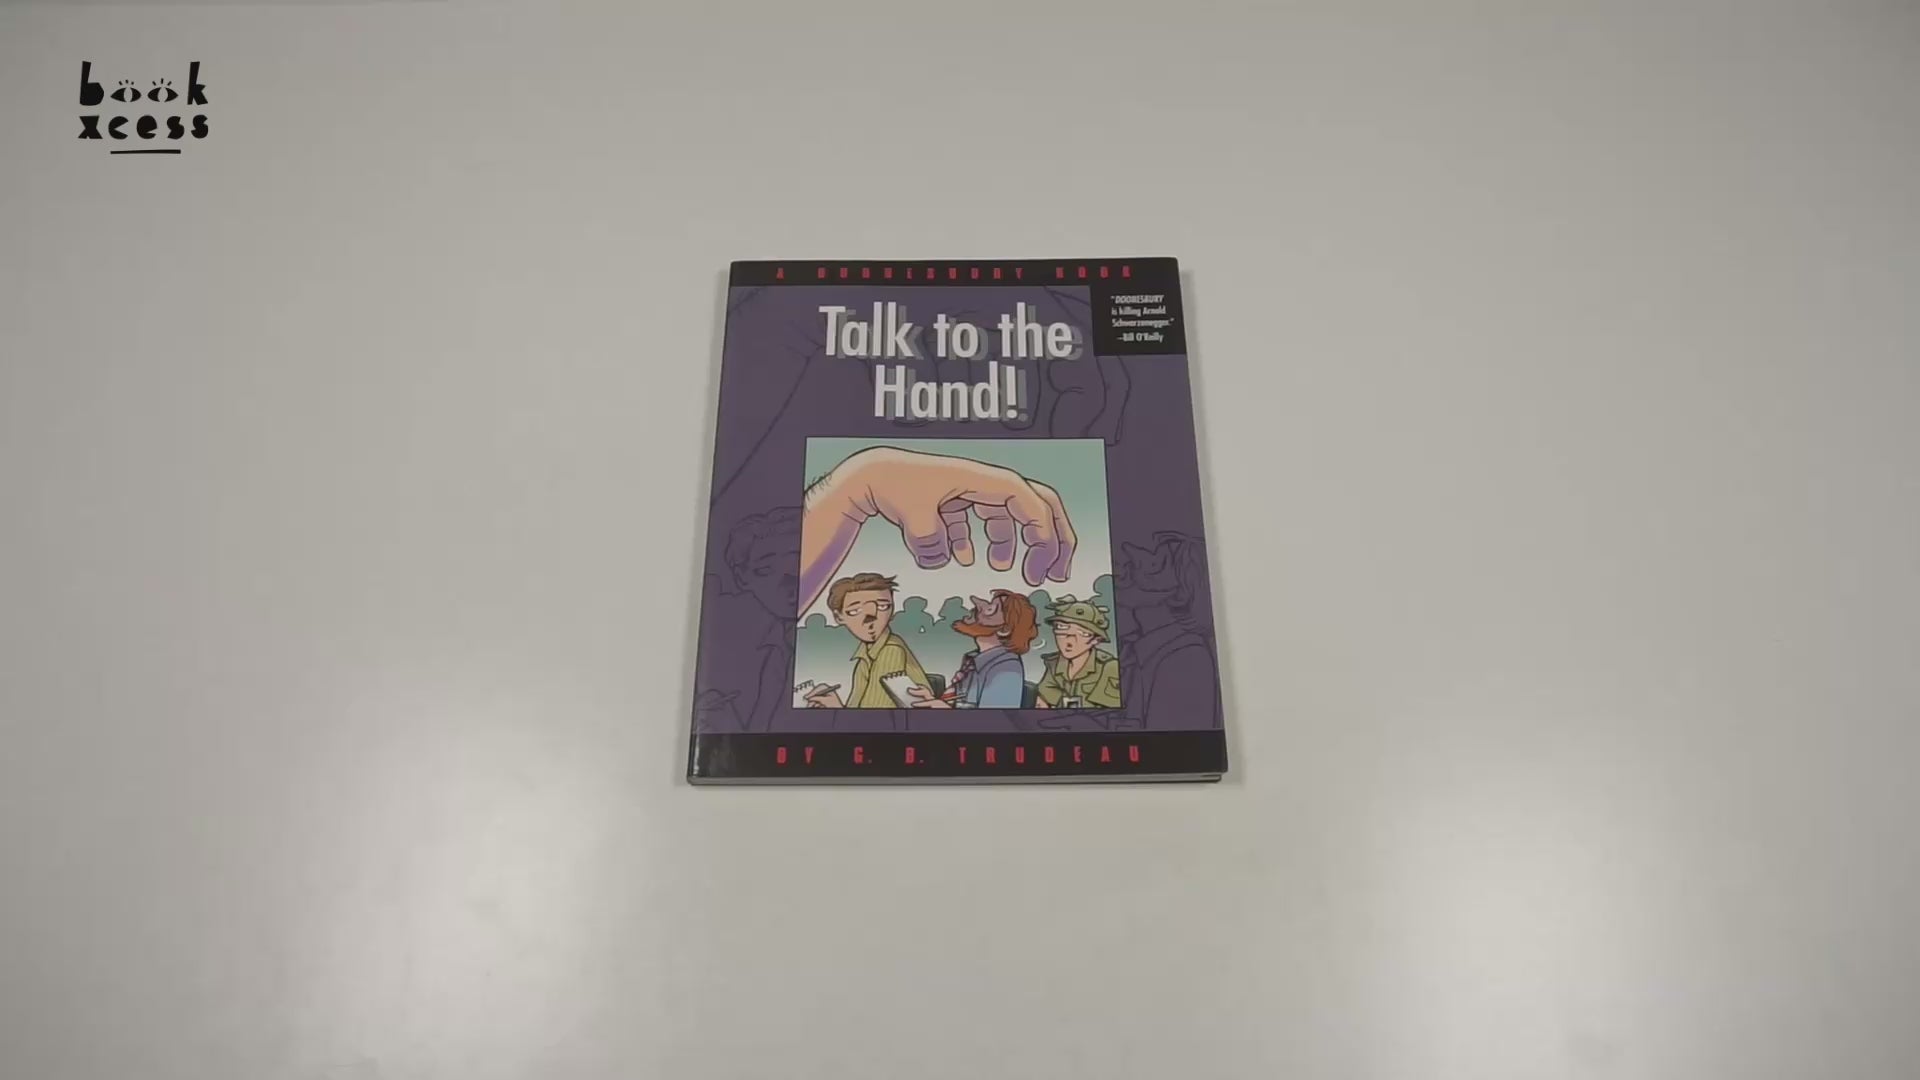 book
xcess
A DOONESBURY BOOK
Talk to the
Hand!
"DOONESBURY
is killing Arnold
Schwarzenegger."
—Bill O'Reilly
BY G. B. TRUDEAU